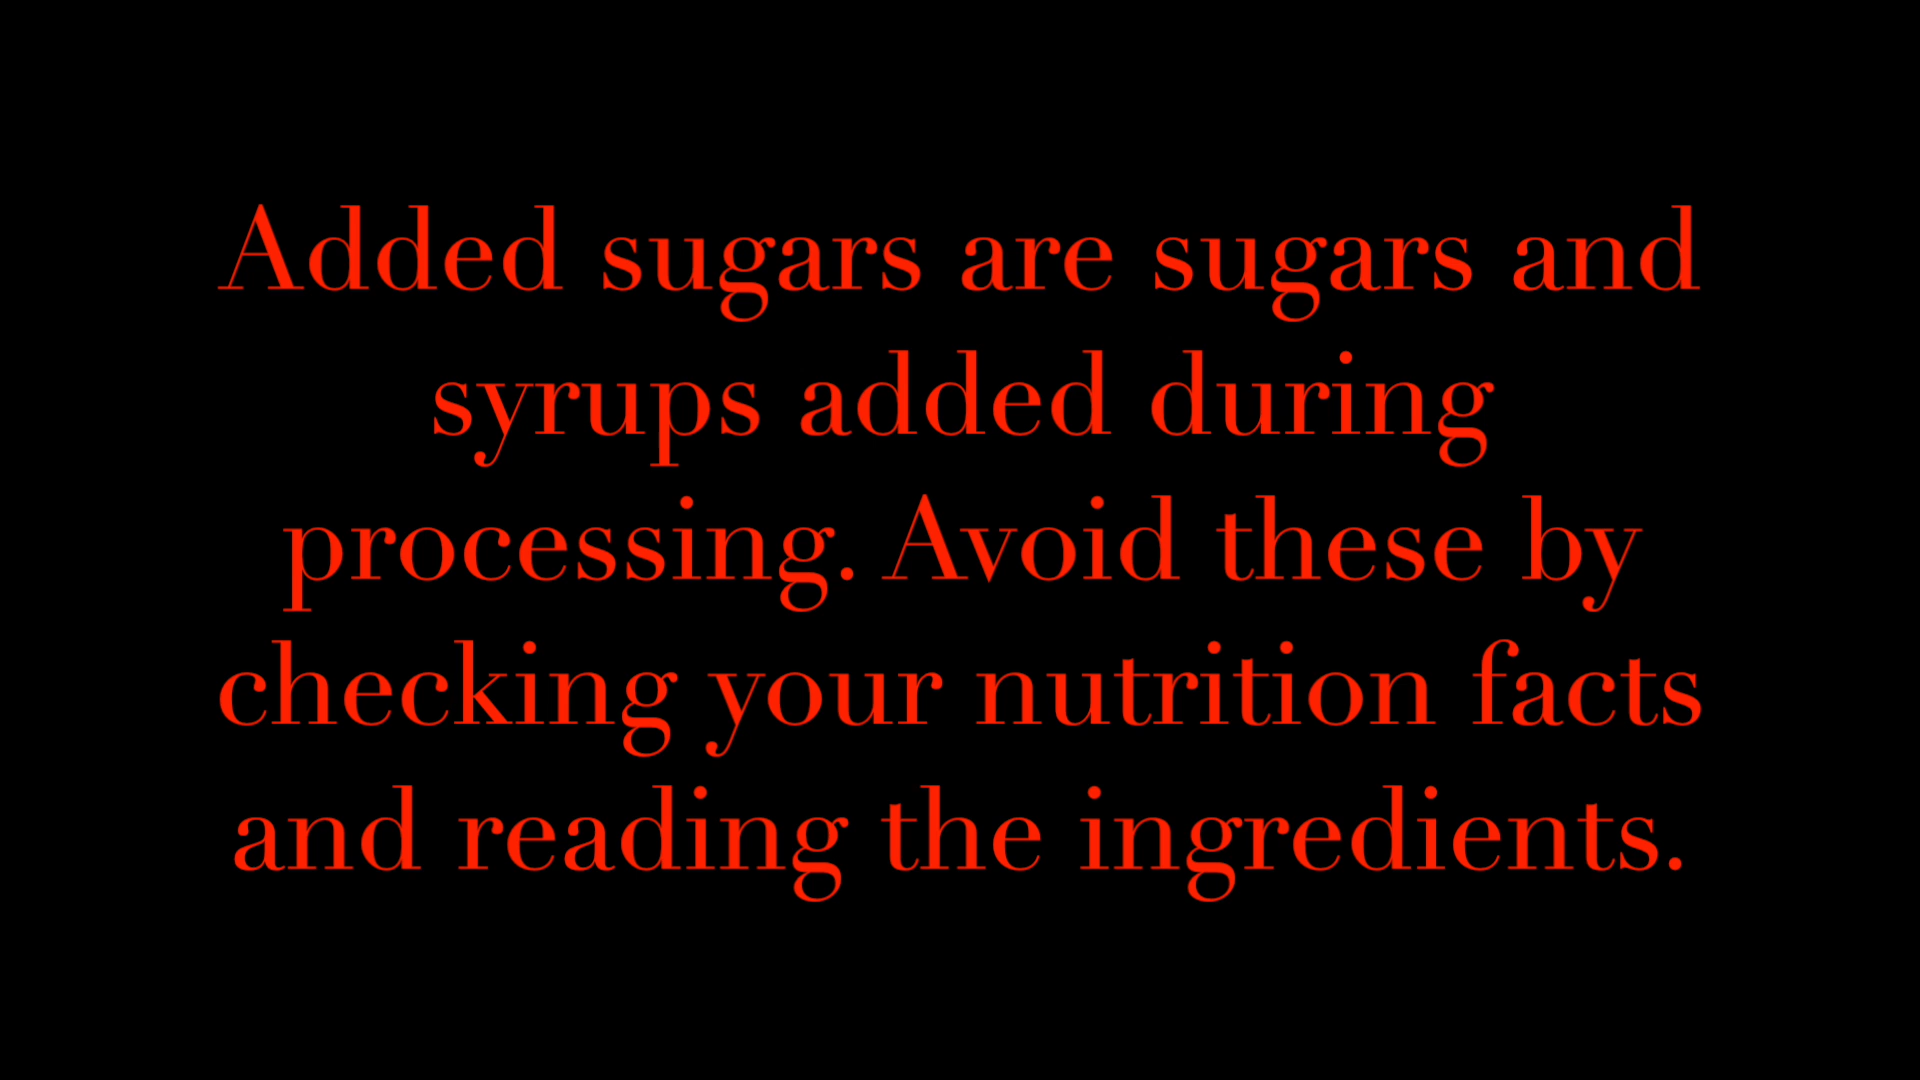 Added sugars are sugars and
syrups added during
processing. Avoid these by
checking your nutrition facts
and reading the ingredients.